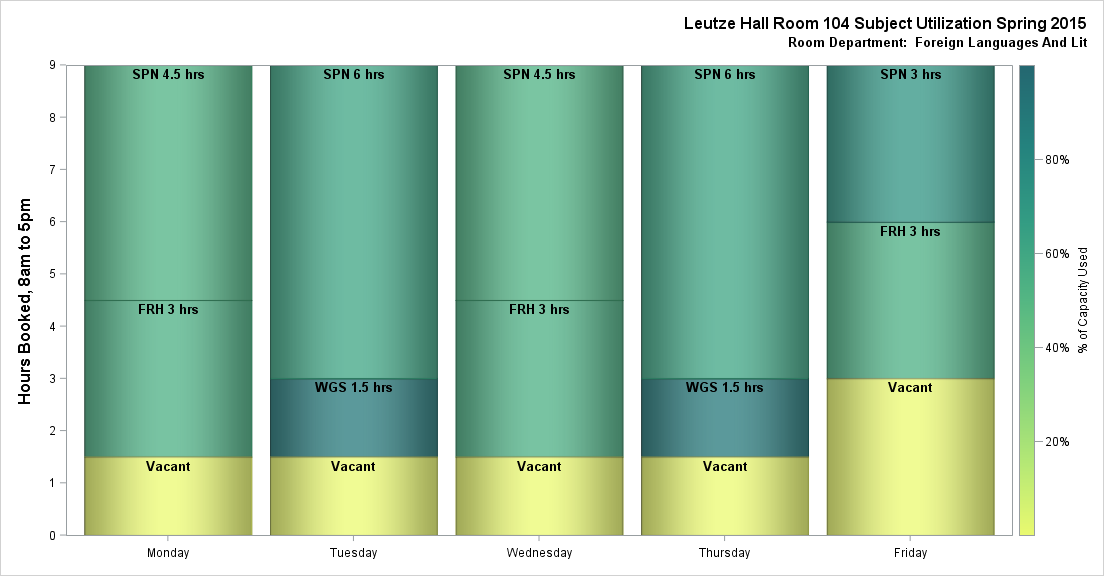 Leutze Hall Room 104 Subject Utilization Spring 2015
Room Department:  Foreign Languages And Lit
Hours Booked, 8am to 5pm
9
8
7
6
5
4
3
2
1
0
SPN 4.5 hrs
FRH 3 hrs
Vacant
SPN 6 hrs
WGS 1.5 hrs
Vacant
SPN 4.5 hrs
FRH 3 hrs
Vacant
SPN 6 hrs
WGS 1.5 hrs
Vacant
SPN 3 hrs
FRH 3 hrs
Vacant
Monday
Tuesday
Wednesday
Thursday
Friday
80%
60%
40%
20%
% of Capacity Used